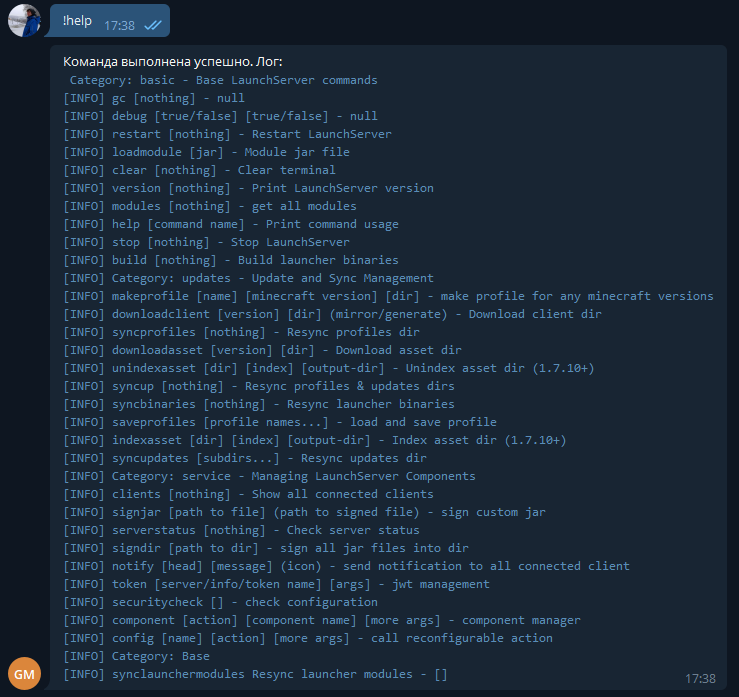 !help
17:38
Команда выполнена успешно. Лог:
Category: basic - Base LaunchServer commands
[INFO] gc [nothing] - null
[INFO] debug [true/false] [true/false] - null
[INFO] restart [nothing] - Restart LaunchServer
[INFO] loadmodule [jar] - Module jar file
[INFO] clear [nothing] - Clear terminal
[INFO] version [nothing] - Print LaunchServer version
[INFO] modules [nothing] - get all modules
[INFO] help [command name] - Print command usage
[INFO] stop [nothing] - Stop LaunchServer
[INFO] build [nothing] - Build launcher binaries
[INFO] Category: updates - Update and Sync Management
[INFO] makeprofile [name] [minecraft version] [dir] - make profile for any minecraft versions
[INFO] downloadclient [version] [dir] (mirror/generate) - Download client dir
[INFO] syncprofiles [nothing] - Resync profiles dir
[INFO] downloadasset [version] [dir] - Download asset dir
[INFO] unindexasset [dir] [index] [output-dir] - Unindex asset dir (1.7.10+)
[INFO] syncup [nothing] - Resync profiles & updates dirs
[INFO] syncbinaries [nothing] - Resync launcher binaries
[INFO] saveprofiles [profile names...] - load and save profile
[INFO] indexasset [dir] [index] [output-dir] - Index asset dir (1.7.10+)
[INFO] syncupdates [subdirs...] - Resync updates dir
[INFO] Category: service - Managing LaunchServer Components
[INFO] clients [nothing] - Show all connected clients
[INFO] signjar [path to file] (path to signed file) - sign custom jar
[INFO] serverstatus [nothing] - Check server status
[INFO] signdir [path to dir] - sign all jar files into dir
[INFO] notify [head] [message] (icon) - send notification to all connected client
[INFO] token [server/info/token name] [args] - jwt management
[INFO] securitycheck [] - check configuration
[INFO] component [action] [component name] [more args] - component manager
[INFO] config [name] [action] [more args] - call reconfigurable action
[INFO] Category: Base
[INFO] synclaunchermodules Resync launcher modules - []
GM
17:38